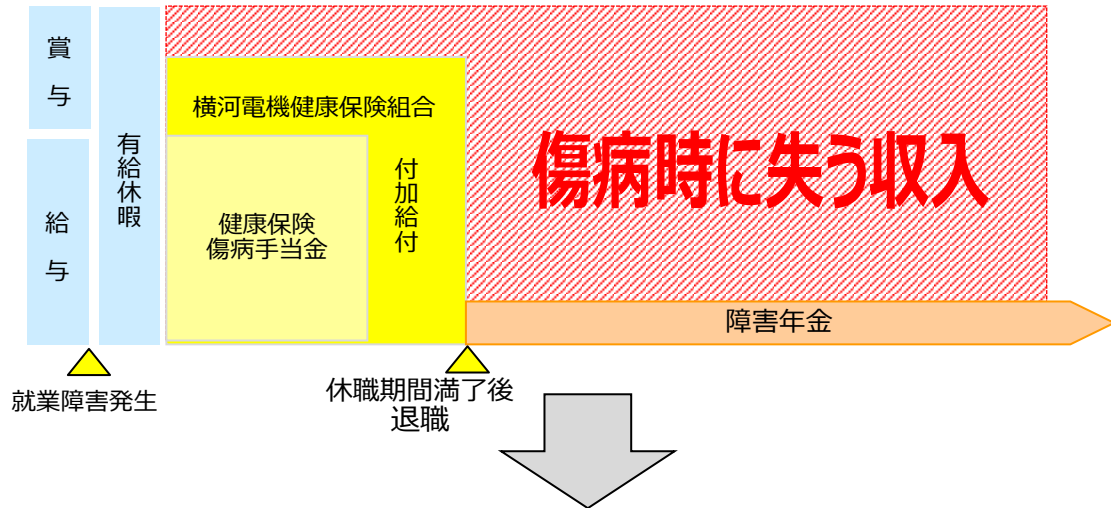 賞与
給与
有給休暇
横河電機健康保険組合
付加給付
健康保険
傷病手当金
傷病時に失う収入
障害年金
就業障害発生
休職期間満了後
退職